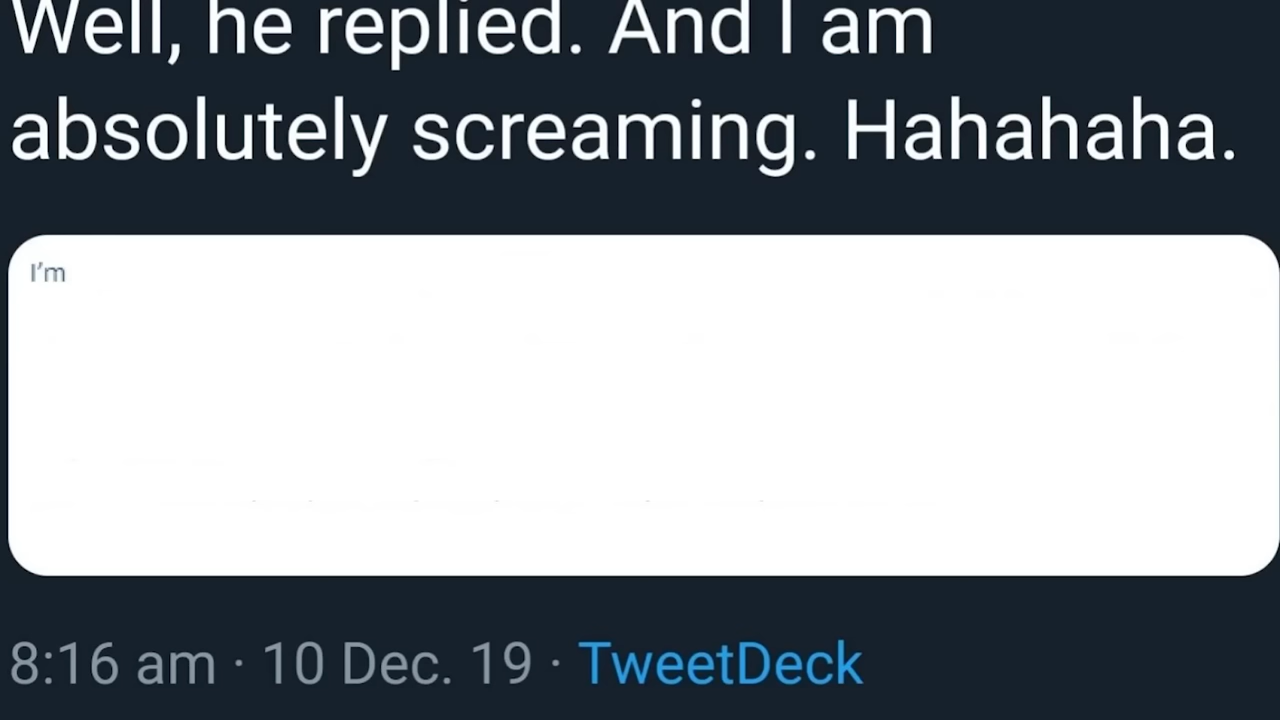 Well, he replied. And I am
absolutely screaming. Hahahaha.
I'm
8:16 am · 10 Dec. 19 · TweetDeck